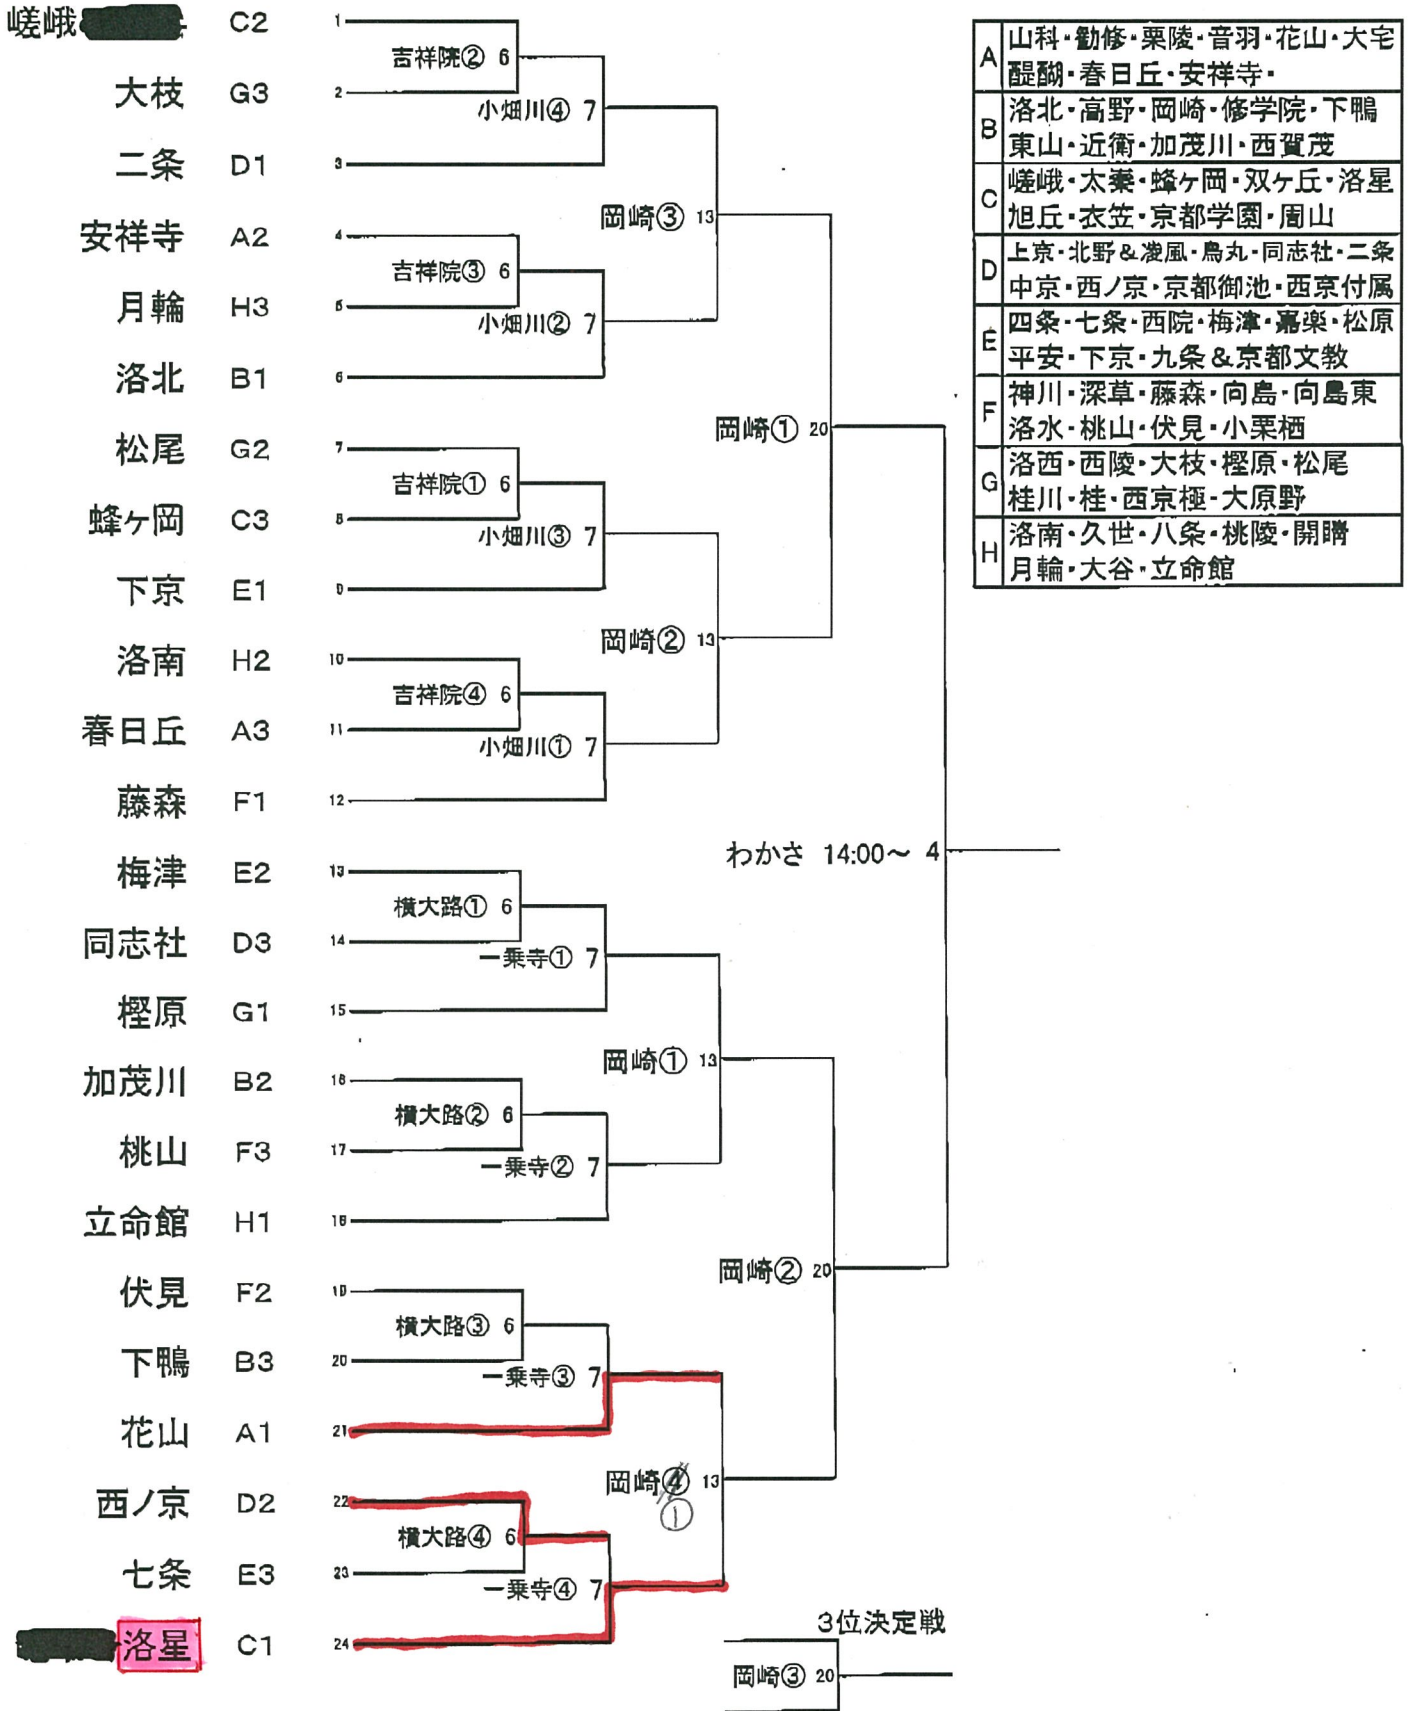 嵯峨 C2 1
吉祥院② 6
大枝 G3 2
小畑川④ 7
二条 D1 3
岡崎③ 13
安祥寺 A2 4
吉祥院③ 6
月輪 H3 5
小畑川② 7
洛北 B1 6
岡崎① 20
松尾 G2 7
吉祥院① 6
蜂ヶ岡 C3 8
小畑川③ 7
下京 E1 9
岡崎② 13
洛南 H2 10
吉祥院④ 6
春日丘 A3 11
小畑川① 7
藤森 F1 12
わかさ 14:00～ 4
梅津 E2 13
横大路① 6
同志社 D3 14
一乗寺① 7
樫原 G1 15
岡崎① 13
加茂川 B2 16
横大路② 6
桃山 F3 17
一乗寺② 7
立命館 H1 18
岡崎② 20
伏見 F2 19
横大路③ 6
下鴨 B3 20
一乗寺③ 7
花山 A1 21
岡崎④ 13
①
西ノ京 D2 22
横大路④ 6
七条 E3 23
一乗寺④ 7
洛星 C1 24
3位決定戦
岡崎③ 20
A
山科・勧修・栗陵・音羽・花山・大宅
醍醐・春日丘・安祥寺・
B
洛北・高野・岡崎・修学院・下鴨
東山・近衛・加茂川・西賀茂
C
嵯峨・太秦・蜂ヶ岡・双ヶ丘・洛星
旭丘・衣笠・京都学園・周山
D
上京・北野&凌風・烏丸・同志社・二条
中京・西ノ京・京都御池・西京付属
E
四条・七条・西院・梅津・嘉楽・松原
平安・下京・九条&京都文教
F
神川・深草・藤森・向島・向島東
洛水・桃山・伏見・小栗栖
G
洛西・西陵・大枝・樫原・松尾
桂川・桂・西京極・大原野
H
洛南・久世・八条・桃陵・開睛
月輪・大谷・立命館